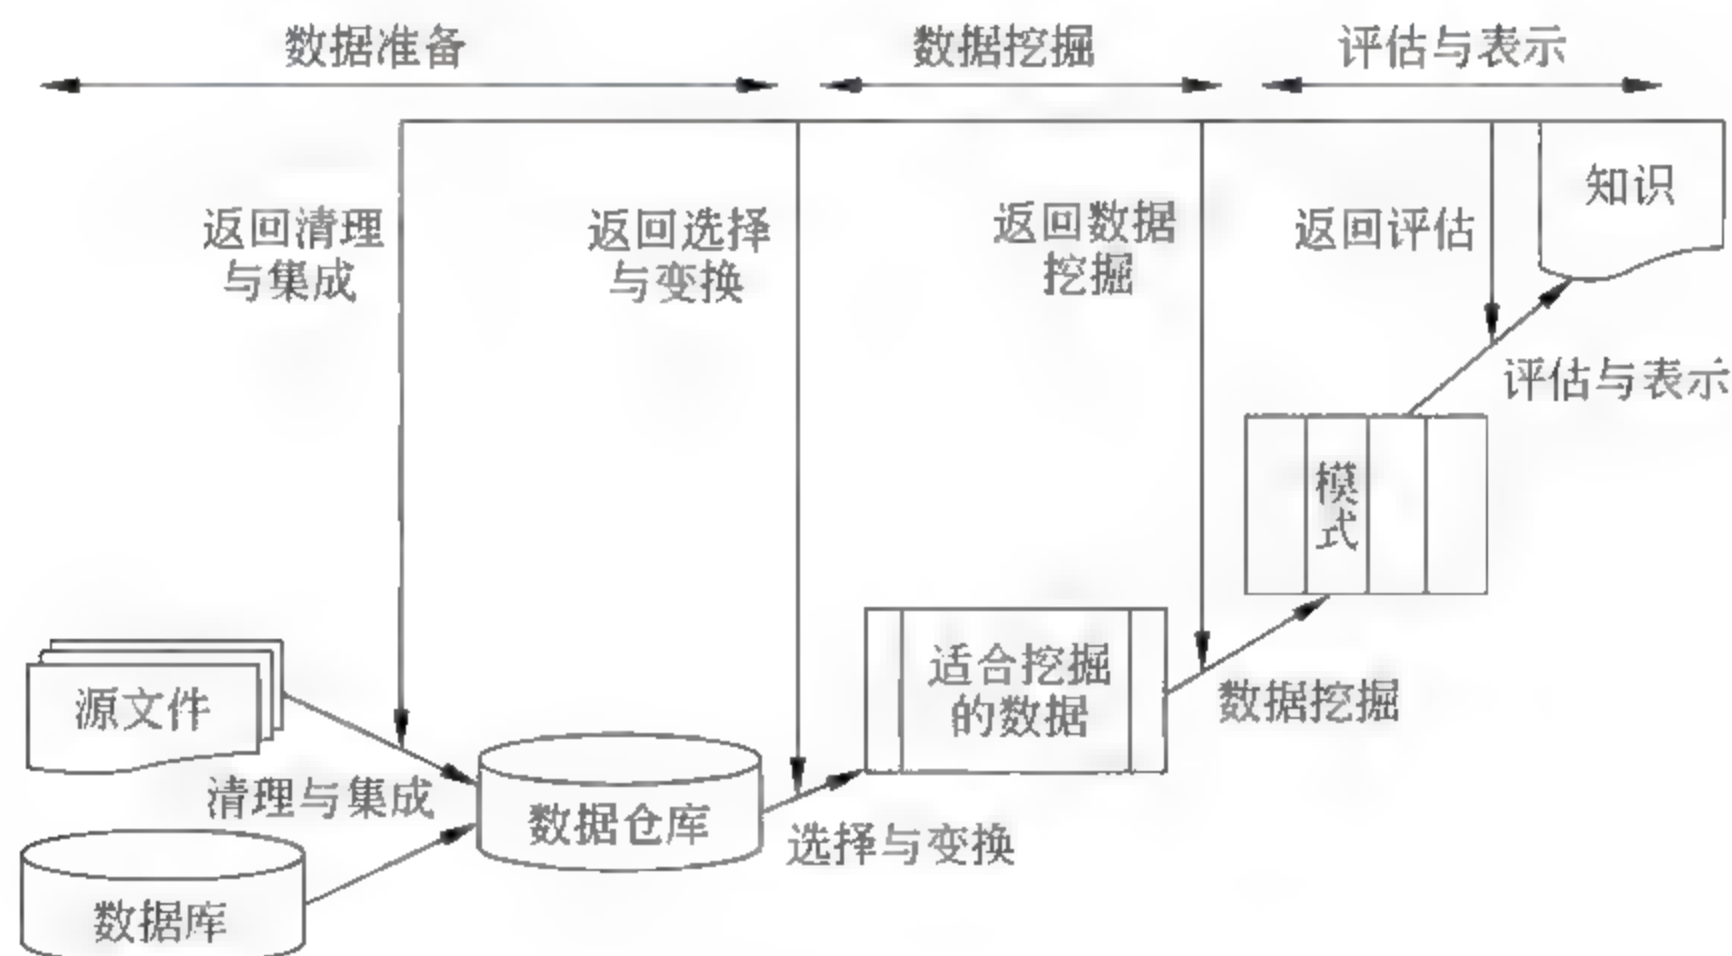 数据准备
数据挖掘
评估与表示
知识
返回清理
与集成
返回选择
与变换
返回数据
挖掘
返回评估
评估与表示
模
式
适合挖掘
的数据
数据挖掘
源文件
清理与集成
数据仓库
选择与变换
数据库